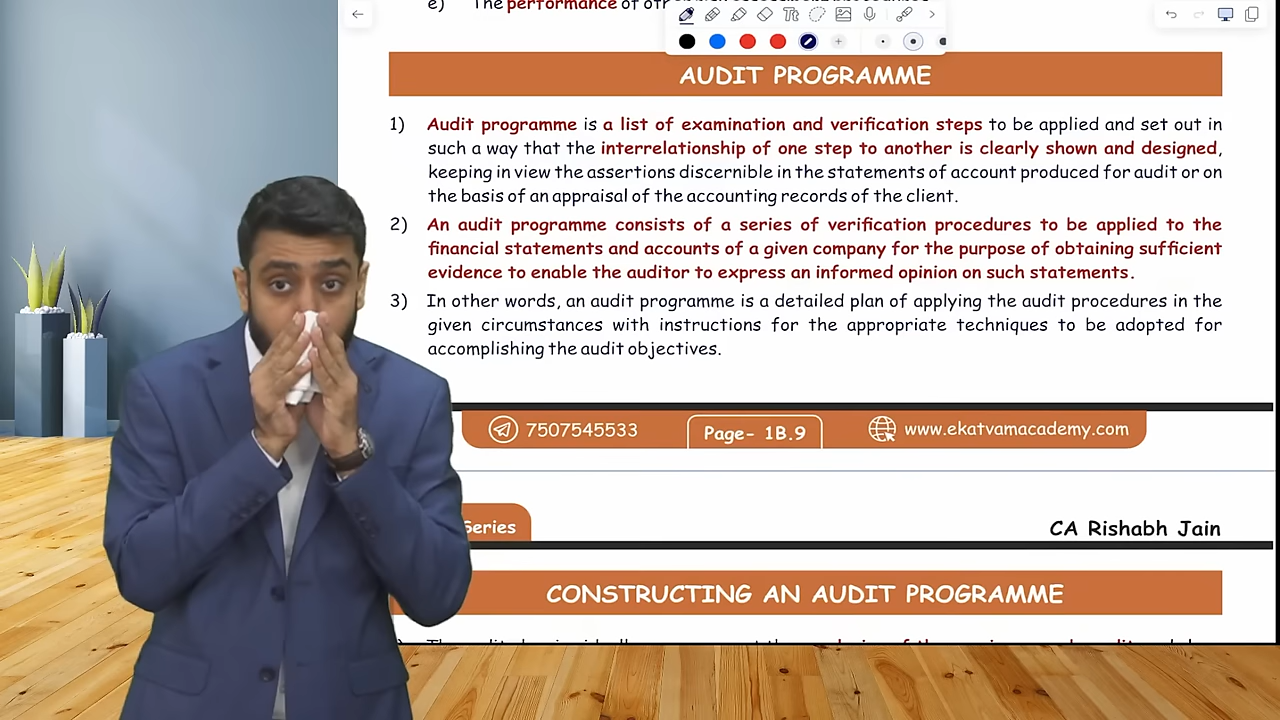 e) The performance of
AUDIT PROGRAMME
1) Audit programme is a list of examination and verification steps to be applied and set out in
such a way that the interrelationship of one step to another is clearly shown and designed,
keeping in view the assertions discernible in the statements of account produced for audit or on
the basis of an appraisal of the accounting records of the client.
2) An audit programme consists of a series of verification procedures to be applied to the
financial statements and accounts of a given company for the purpose of obtaining sufficient
evidence to enable the auditor to express an informed opinion on such statements.
3) In other words, an audit programme is a detailed plan of applying the audit procedures in the
given circumstances with instructions for the appropriate techniques to be adopted for
accomplishing the audit objectives.
7507545533 Page- 1B.9 www.ekatvamacademy.com
Series CA Rishabh Jain
CONSTRUCTING AN AUDIT PROGRAMME